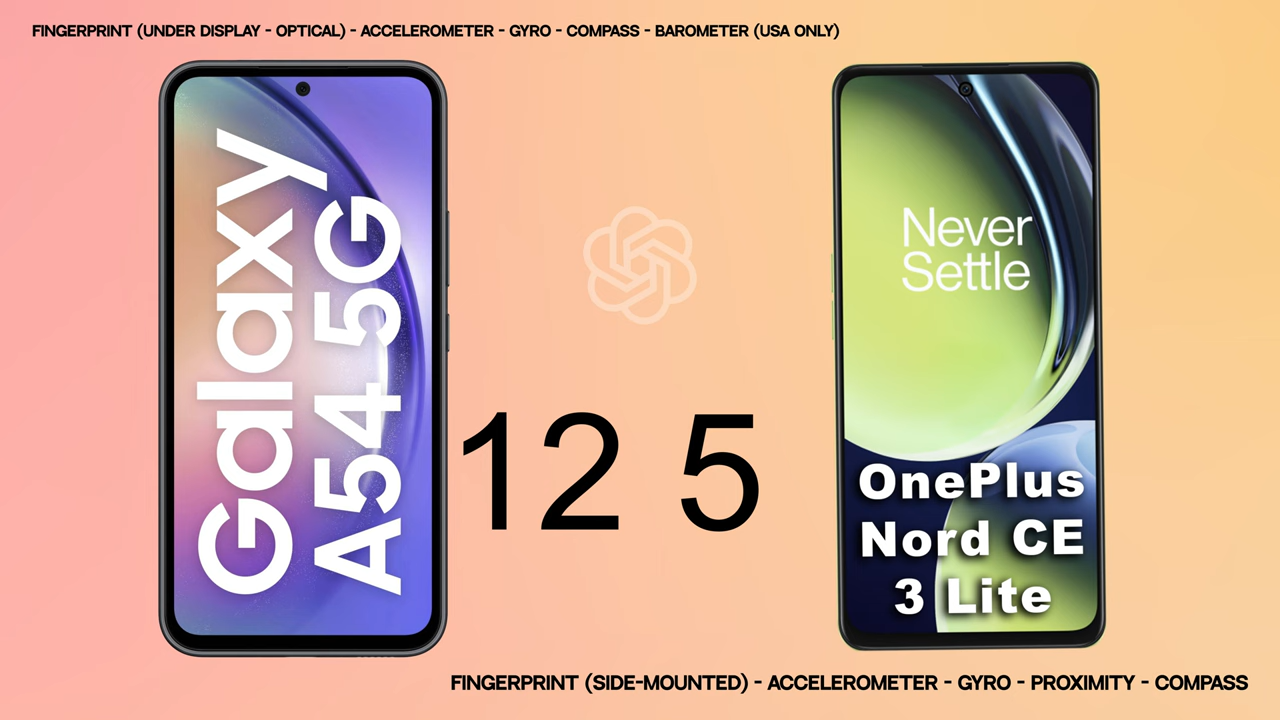 FINGERPRINT (UNDER DISPLAY - OPTICAL) - ACCELEROMETER - GYRO - COMPASS - BAROMETER (USA ONLY)
Galaxy
A54 5G
Never
Settle
12 5
OnePlus
Nord CE
3 Lite
FINGERPRINT (SIDE-MOUNTED) - ACCELEROMETER - GYRO - PROXIMITY - COMPASS